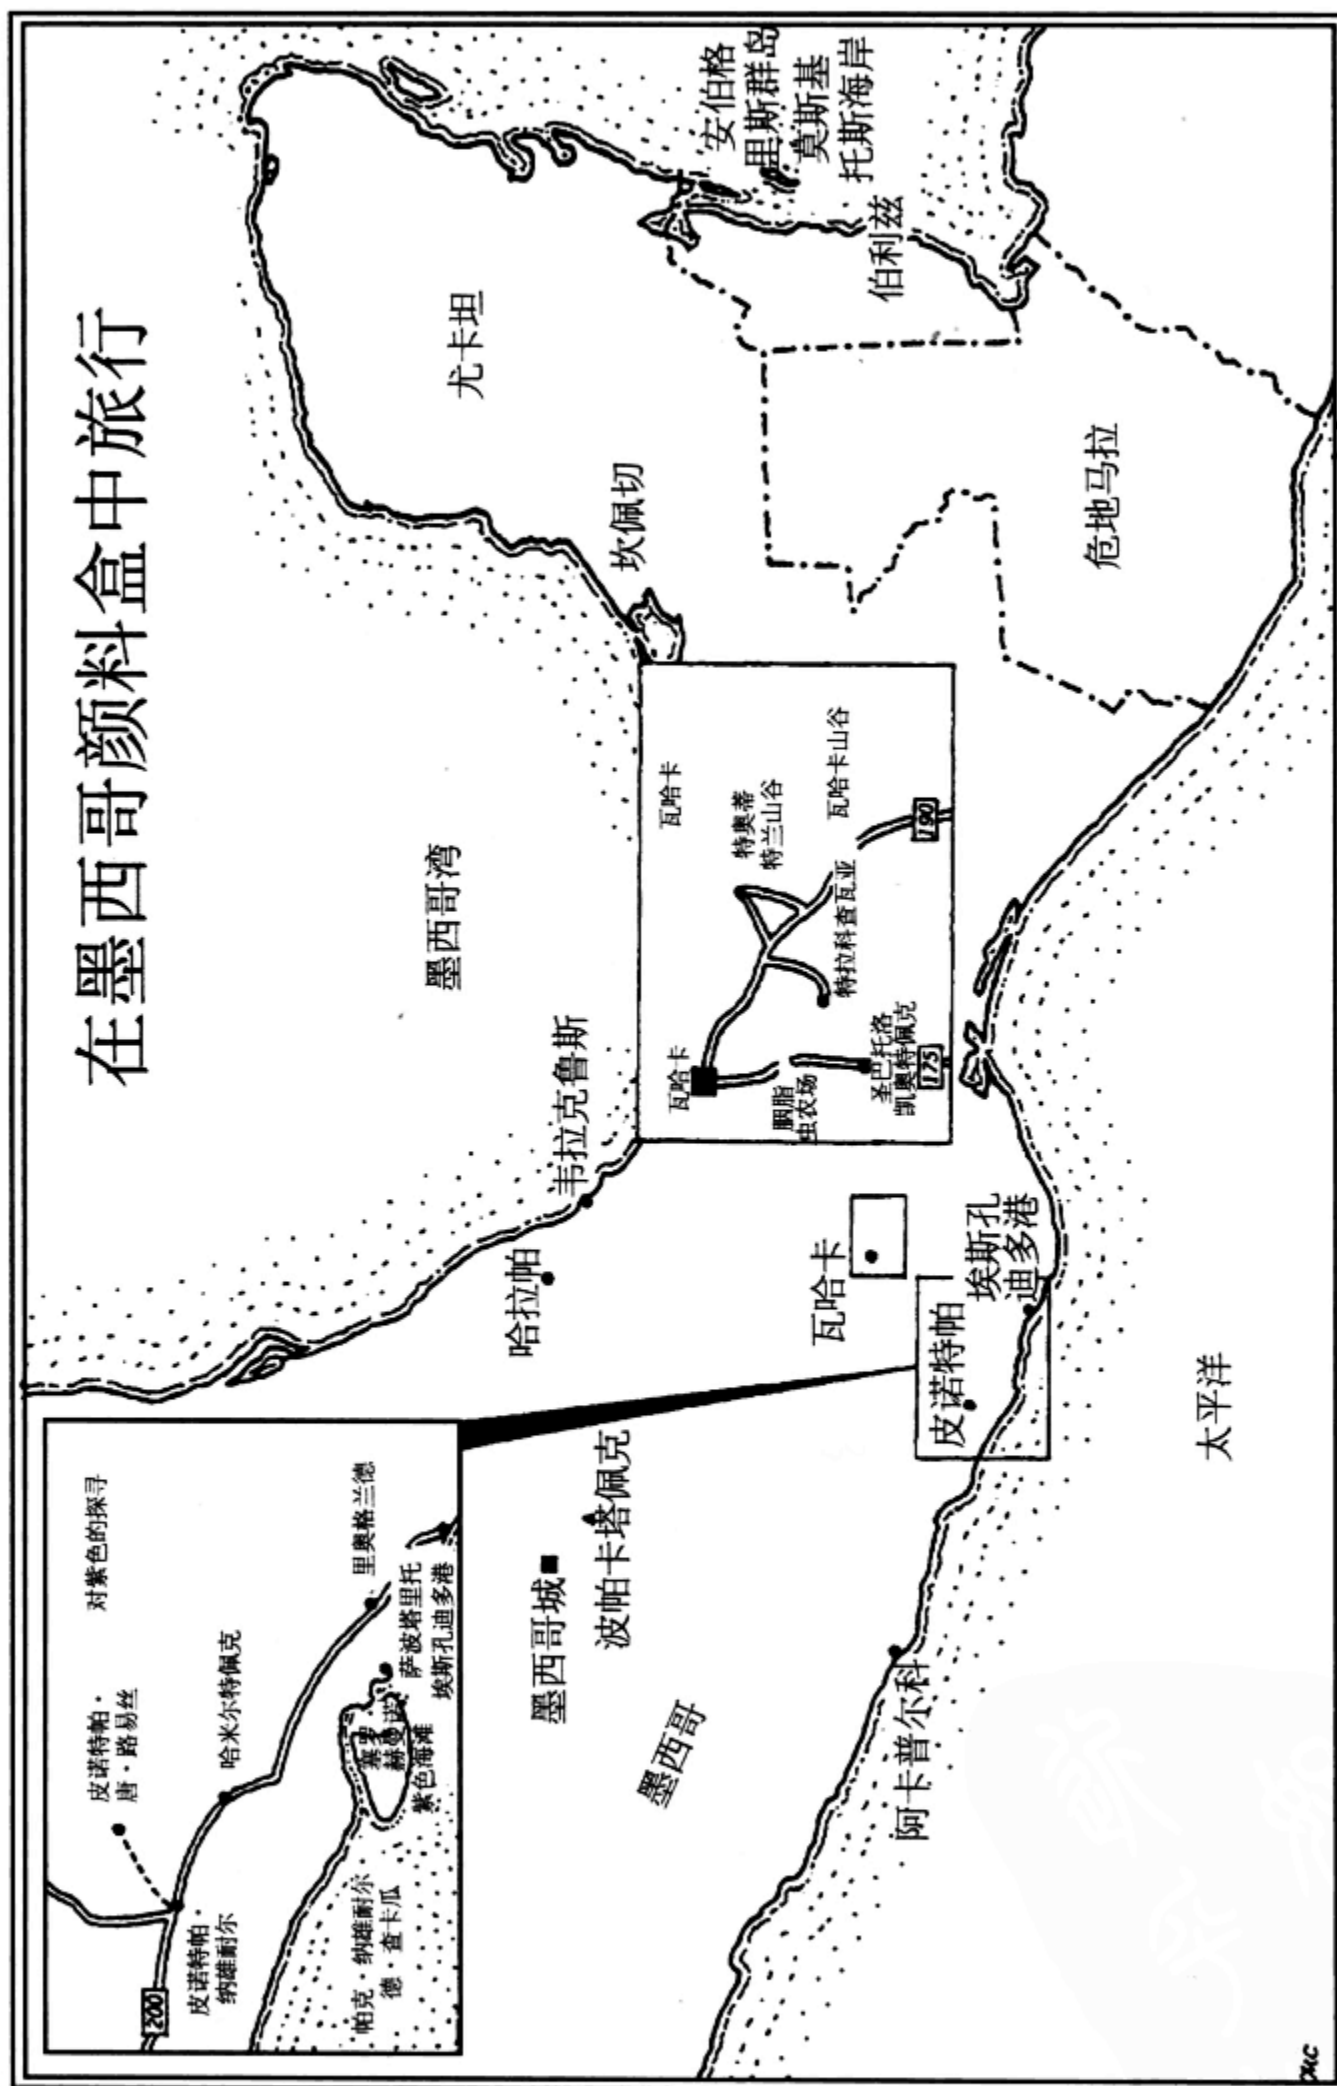 在墨西哥颜料盒中旅行
对紫色的探寻
皮诺特帕·
唐·路易丝
哈米尔特佩克
里奥格兰德
200
皮诺特帕·
纳雄耐尔
塞罗
赫曼诺
萨波塔里托
埃斯孔迪多港
紫色海滩
帕克·纳雄耐尔
德·查卡瓜
墨西哥湾
尤卡坦
坎佩切
安伯格
里斯群岛
莫斯基
托斯海岸
伯利兹
危地马拉
韦拉克鲁斯
哈拉帕
墨西哥城
波帕卡塔佩克
墨西哥
瓦哈卡
皮诺特帕
埃斯孔
迪多港
阿卡普尔科
太平洋
瓦哈卡
瓦哈卡
特奥蒂
特兰山谷
瓦哈卡山谷
特拉科查瓦亚
胭脂
虫农场
圣巴托洛
凯奥特佩克
175
190